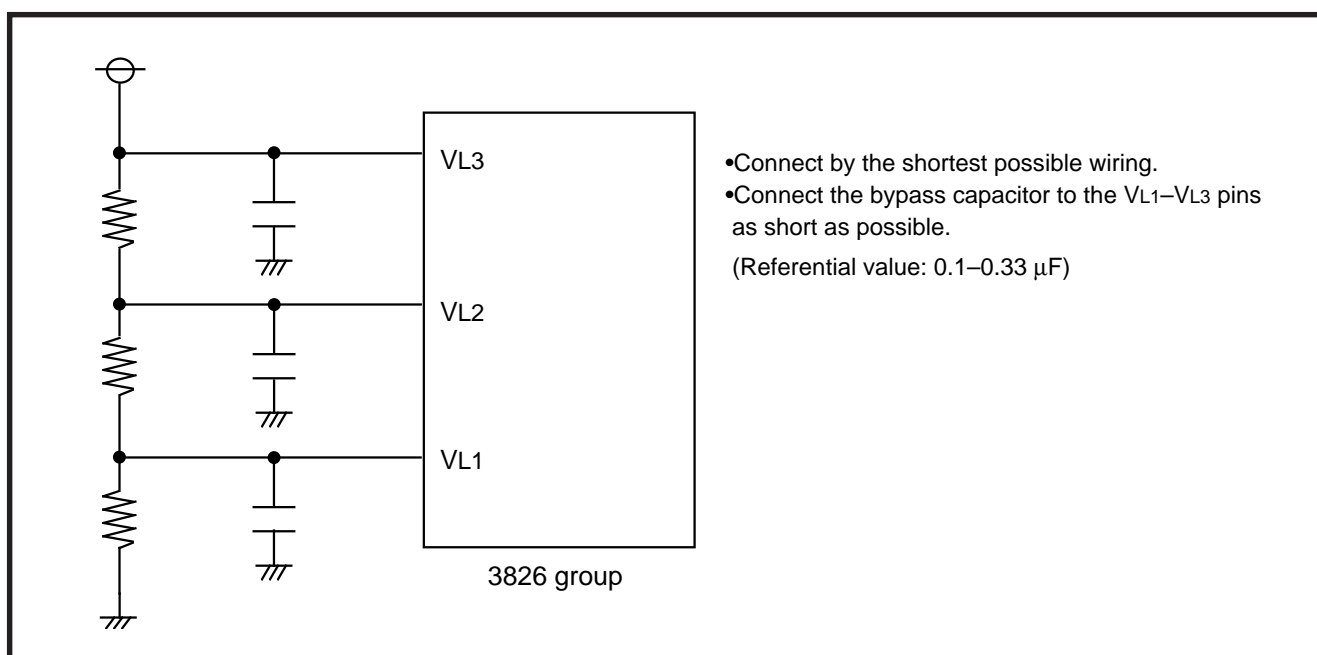 VL3
•Connect by the shortest possible wiring.
•Connect the bypass capacitor to the VL1–VL3 pins
as short as possible.
(Referential value: 0.1–0.33 μF)
VL2
VL1
3826 group